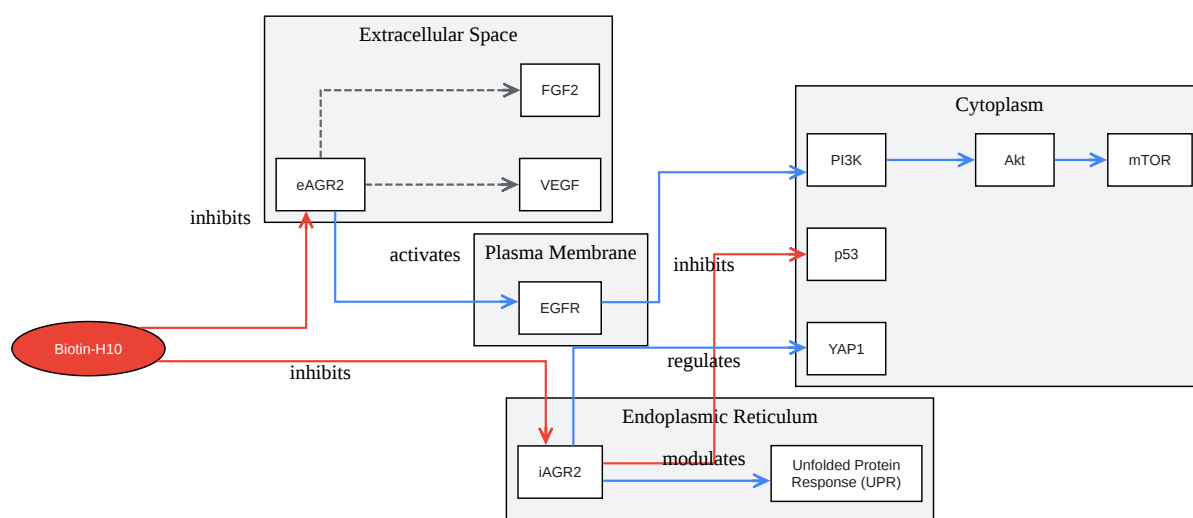 Extracellular Space
FGF2
eAGR2
VEGF
inhibits
activates
Plasma Membrane
EGFR
inhibits
Cytoplasm
PI3K
Akt
mTOR
p53
YAP1
Biotin-H10
inhibits
regulates
Endoplasmic Reticulum
iAGR2
modulates
Unfolded Protein
Response (UPR)